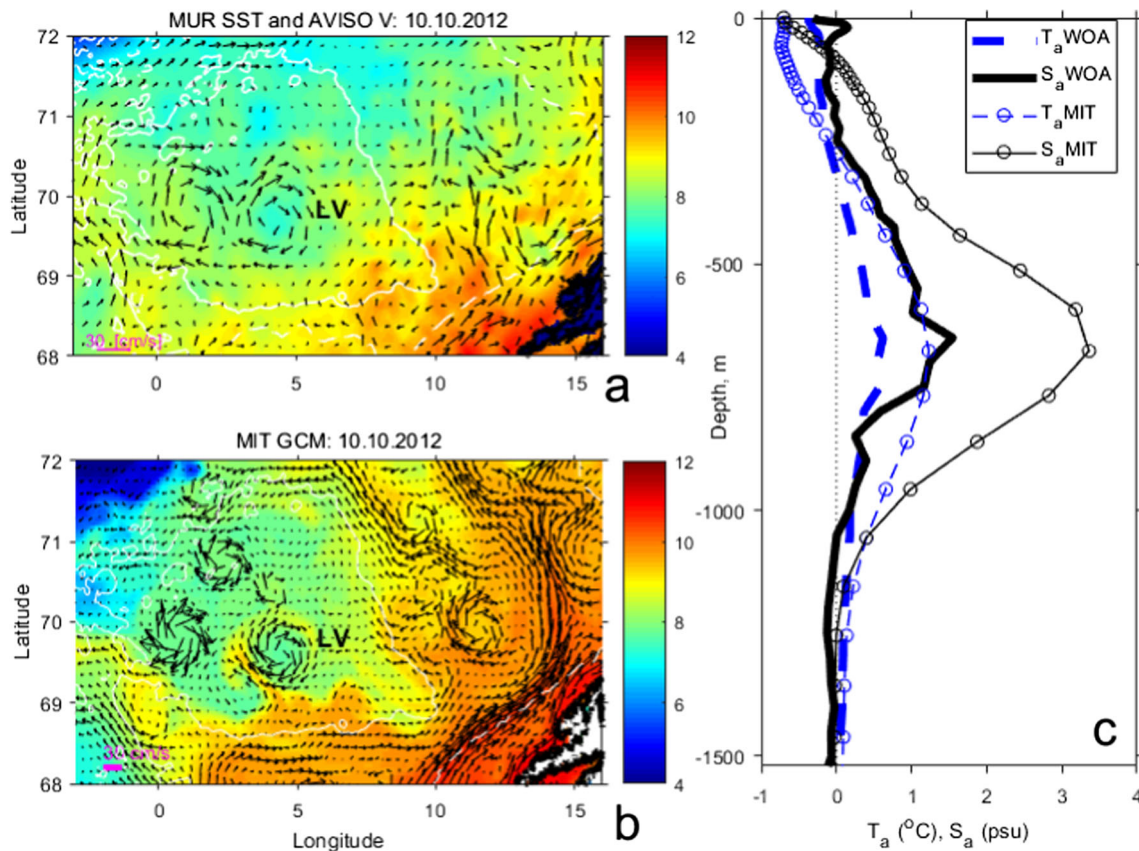 MUR SST and AVISO V: 10.10.2012
72
71
70
69
68
Latitude
LV
30 [cm/s]
0 5 10 15
12
10
8
6
4
a
MIT GCM: 10.10.2012
72
71
70
69
68
Latitude
LV
30 cm/s
0 5 10 15
Longitude
12
10
8
6
4
b
0
-500
-1000
-1500
Depth, m
TaWOA
SaWOA
TaMIT
SaMIT
c
-1 0 1 2 3 4
Ta (oC), Sa (psu)